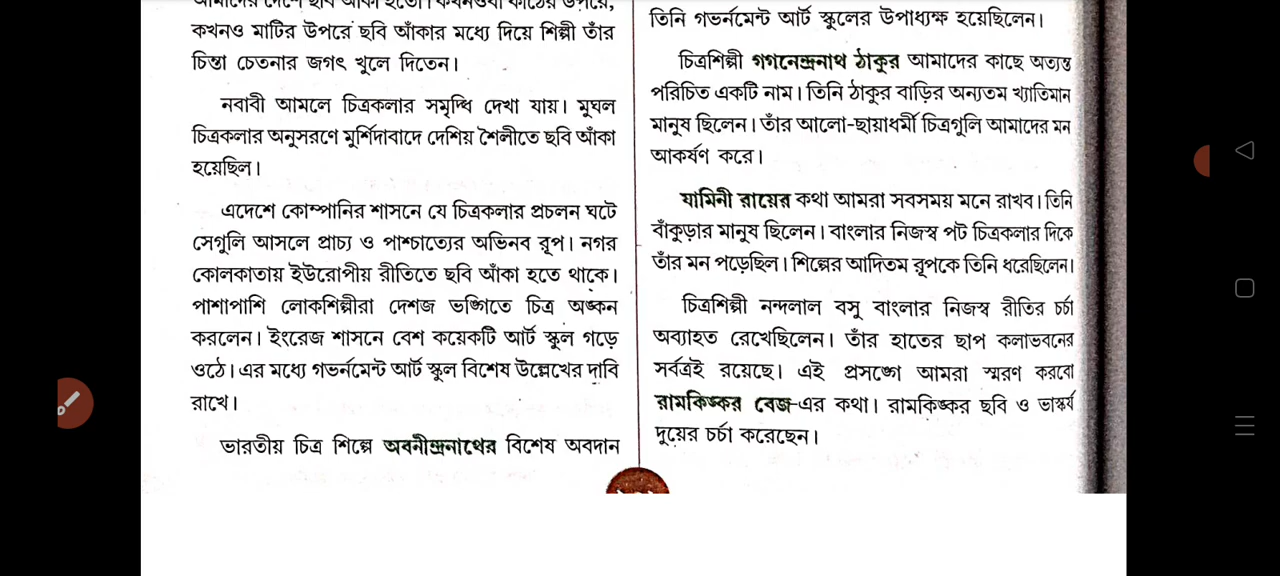 আমাদের দেশে ছবি আঁকা হতো। কখনওবা কাঠের উপরে,
কখনও মাটির উপরে ছবি আঁকার মধ্যে দিয়ে শিল্পী তাঁর
চিন্তা চেতনার জগৎ খুলে দিতেন।
নবাবী আমলে চিত্রকলার সমৃদ্ধি দেখা যায়। মুঘল
চিত্রকলার অনুসরণে মুর্শিদাবাদে দেশিয় শৈলীতে ছবি আঁকা
হয়েছিল।
এদেশে কোম্পানির শাসনে যে চিত্রকলার প্রচলন ঘটে
সেগুলি আসলে প্রাচ্য ও পাশ্চাত্যের অভিনব রূপ। নগর
কোলকাতায় ইউরোপীয় রীতিতে ছবি আঁকা হতে থাকে।
পাশাপাশি লোকশিল্পীরা দেশজ ভঙ্গিতে চিত্র অঙ্কন
করলেন। ইংরেজ শাসনে বেশ কয়েকটি আর্ট স্কুল গড়ে
ওঠে। এর মধ্যে গভর্নমেন্ট আর্ট স্কুল বিশেষ উল্লেখের দাবি
রাখে।
ভারতীয় চিত্র শিল্পে অবনীন্দ্রনাথের বিশেষ অবদান
তিনি গভর্নমেন্ট আর্ট স্কুলের উপাধ্যক্ষ হয়েছিলেন।
চিত্রশিল্পী গগনেন্দ্রনাথ ঠাকুর আমাদের কাছে অত্যন্ত
পরিচিত একটি নাম। তিনি ঠাকুর বাড়ির অন্যতম খ্যাতিমান
মানুষ ছিলেন। তাঁর আলো-ছায়াধর্মী চিত্রগুলি আমাদের মন
আকর্ষণ করে।
যামিনী রায়ের কথা আমরা সবসময় মনে রাখব। তিনি
বাঁকুড়ার মানুষ ছিলেন। বাংলার নিজস্ব পট চিত্রকলার দিকে
তাঁর মন পড়েছিল। শিল্পের আদিতম রূপকে তিনি ধরেছিলেন।
চিত্রশিল্পী নন্দলাল বসু বাংলার নিজস্ব রীতির চর্চা
অব্যাহত রেখেছিলেন। তাঁর হাতের ছাপ কলাভবনের
সর্বত্রই রয়েছে। এই প্রসঙ্গে আমরা স্মরণ করবো
রামকিঙ্কর বেজ-এর কথা। রামকিঙ্কর ছবি ও ভাস্কর্য
দুয়ের চর্চা করেছেন।